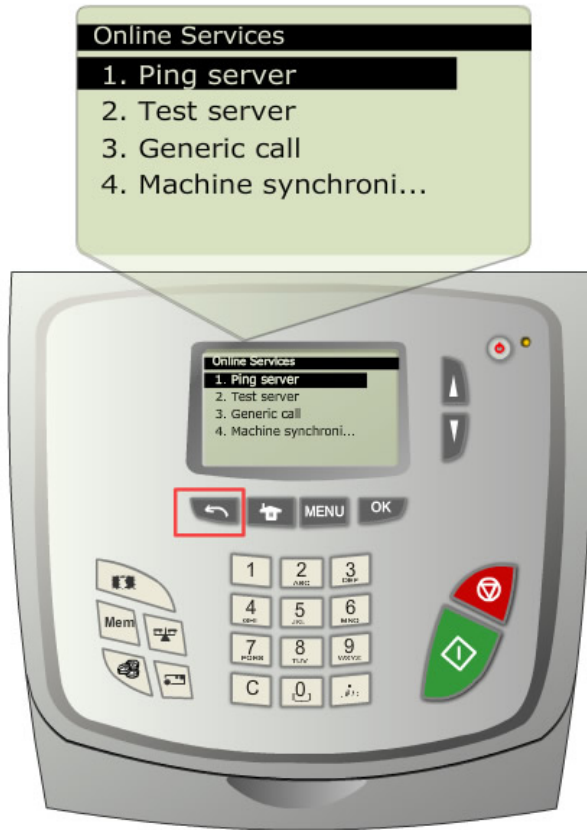 Online Services
1. Ping server
2. Test server
3. Generic call
4. Machine synchroni...
Online Services
1. Ping server
2. Test server
3. Generic call
4. Machine synchroni...
MENU
OK
1
2
ABC
3
DEF
Mem
4
GHI
5
JKL
6
MNO
7
PQRS
8
TUV
9
WXYZ
C
0